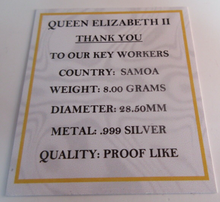 QUEEN ELIZABETH II
THANK YOU
TO OUR KEY WORKERS
COUNTRY: SAMOA
WEIGHT: 8.00 GRAMS
DIAMETER: 28.50MM
METAL: .999 SILVER
QUALITY: PROOF LIKE